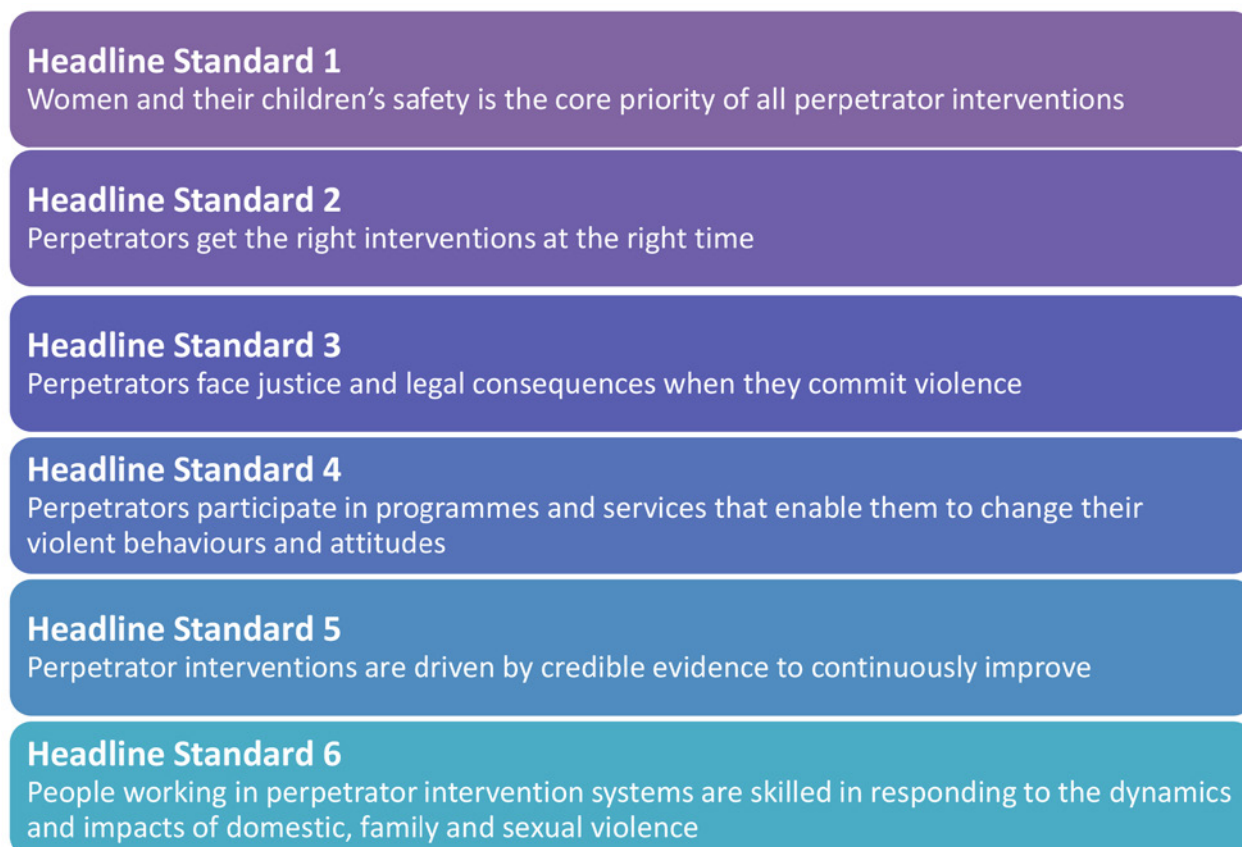 Headline Standard 1
Women and their children's safety is the core priority of all perpetrator interventions
Headline Standard 2
Perpetrators get the right interventions at the right time
Headline Standard 3
Perpetrators face justice and legal consequences when they commit violence
Headline Standard 4
Perpetrators participate in programmes and services that enable them to change their
violent behaviours and attitudes
Headline Standard 5
Perpetrator interventions are driven by credible evidence to continuously improve
Headline Standard 6
People working in perpetrator intervention systems are skilled in responding to the dynamics
and impacts of domestic, family and sexual violence